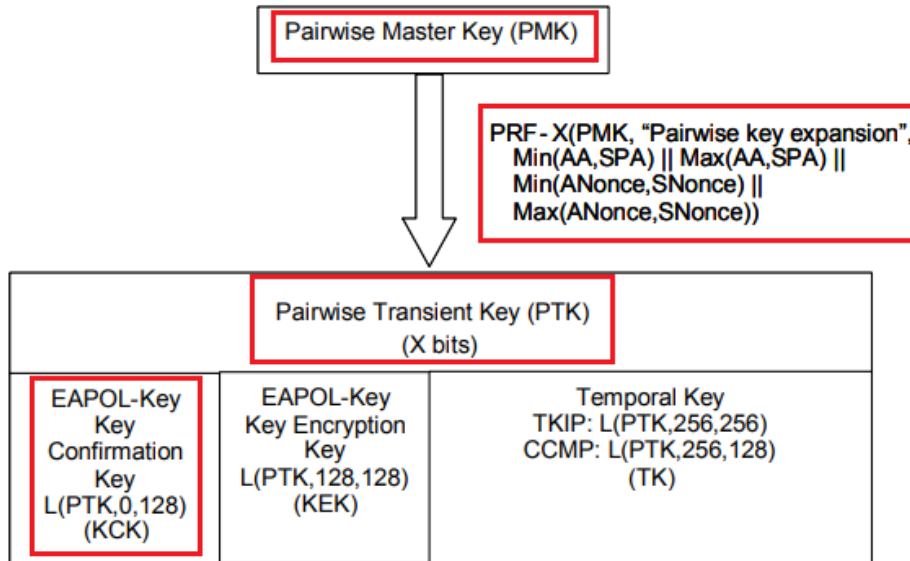 Pairwise Master Key (PMK)
PRF - X(PMK, “Pairwise key expansion”,
Min(AA,SPA) || Max(AA,SPA) ||
Min(ANonce,SNonce) ||
Max(ANonce,SNonce))
Pairwise Transient Key (PTK)
(X bits)
EAPOL-Key
Key
Confirmation
Key
L(PTK,0,128)
(KCK)
EAPOL-Key
Key Encryption
Key
L(PTK,128,128)
(KEK)
Temporal Key
TKIP: L(PTK,256,256)
CCMP: L(PTK,256,128)
(TK)